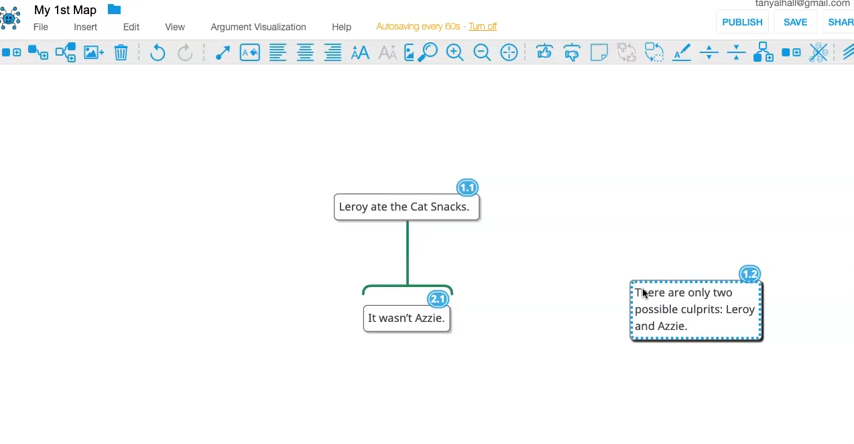 tanyalhall@gmail.com
My 1st Map
File Insert Edit View Argument Visualization Help Autosaving every 60s - Turn off
PUBLISH SAVE SHAR
1.1
Leroy ate the Cat Snacks.
1.2
There are only two
possible culprits: Leroy
and Azzie.
2.1
It wasn't Azzie.